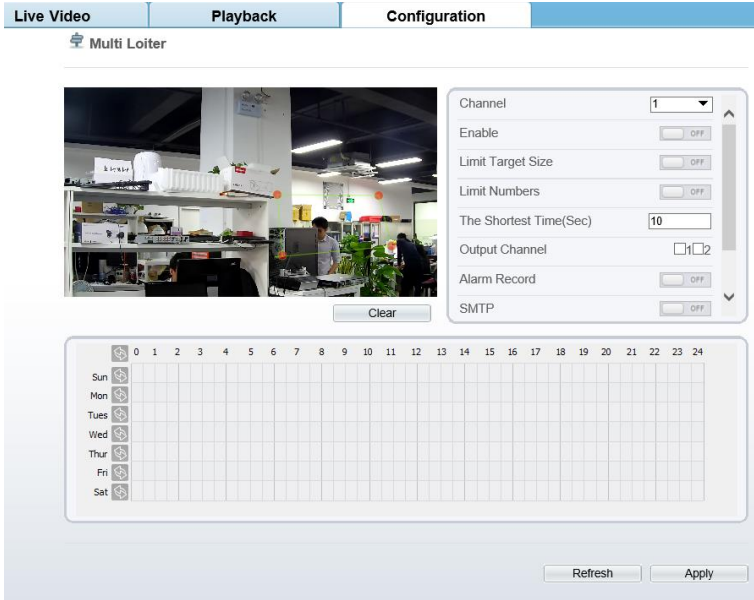 Live Video Playback Configuration
Multi Loiter
Channel 1
Enable OFF
Limit Target Size OFF
Limit Numbers OFF
The Shortest Time(Sec) 10
Output Channel 1 2
Alarm Record OFF
SMTP OFF
Clear
0 1 2 3 4 5 6 7 8 9 10 11 12 13 14 15 16 17 18 19 20 21 22 23 24
Sun
Mon
Tues
Wed
Thur
Fri
Sat
Refresh Apply